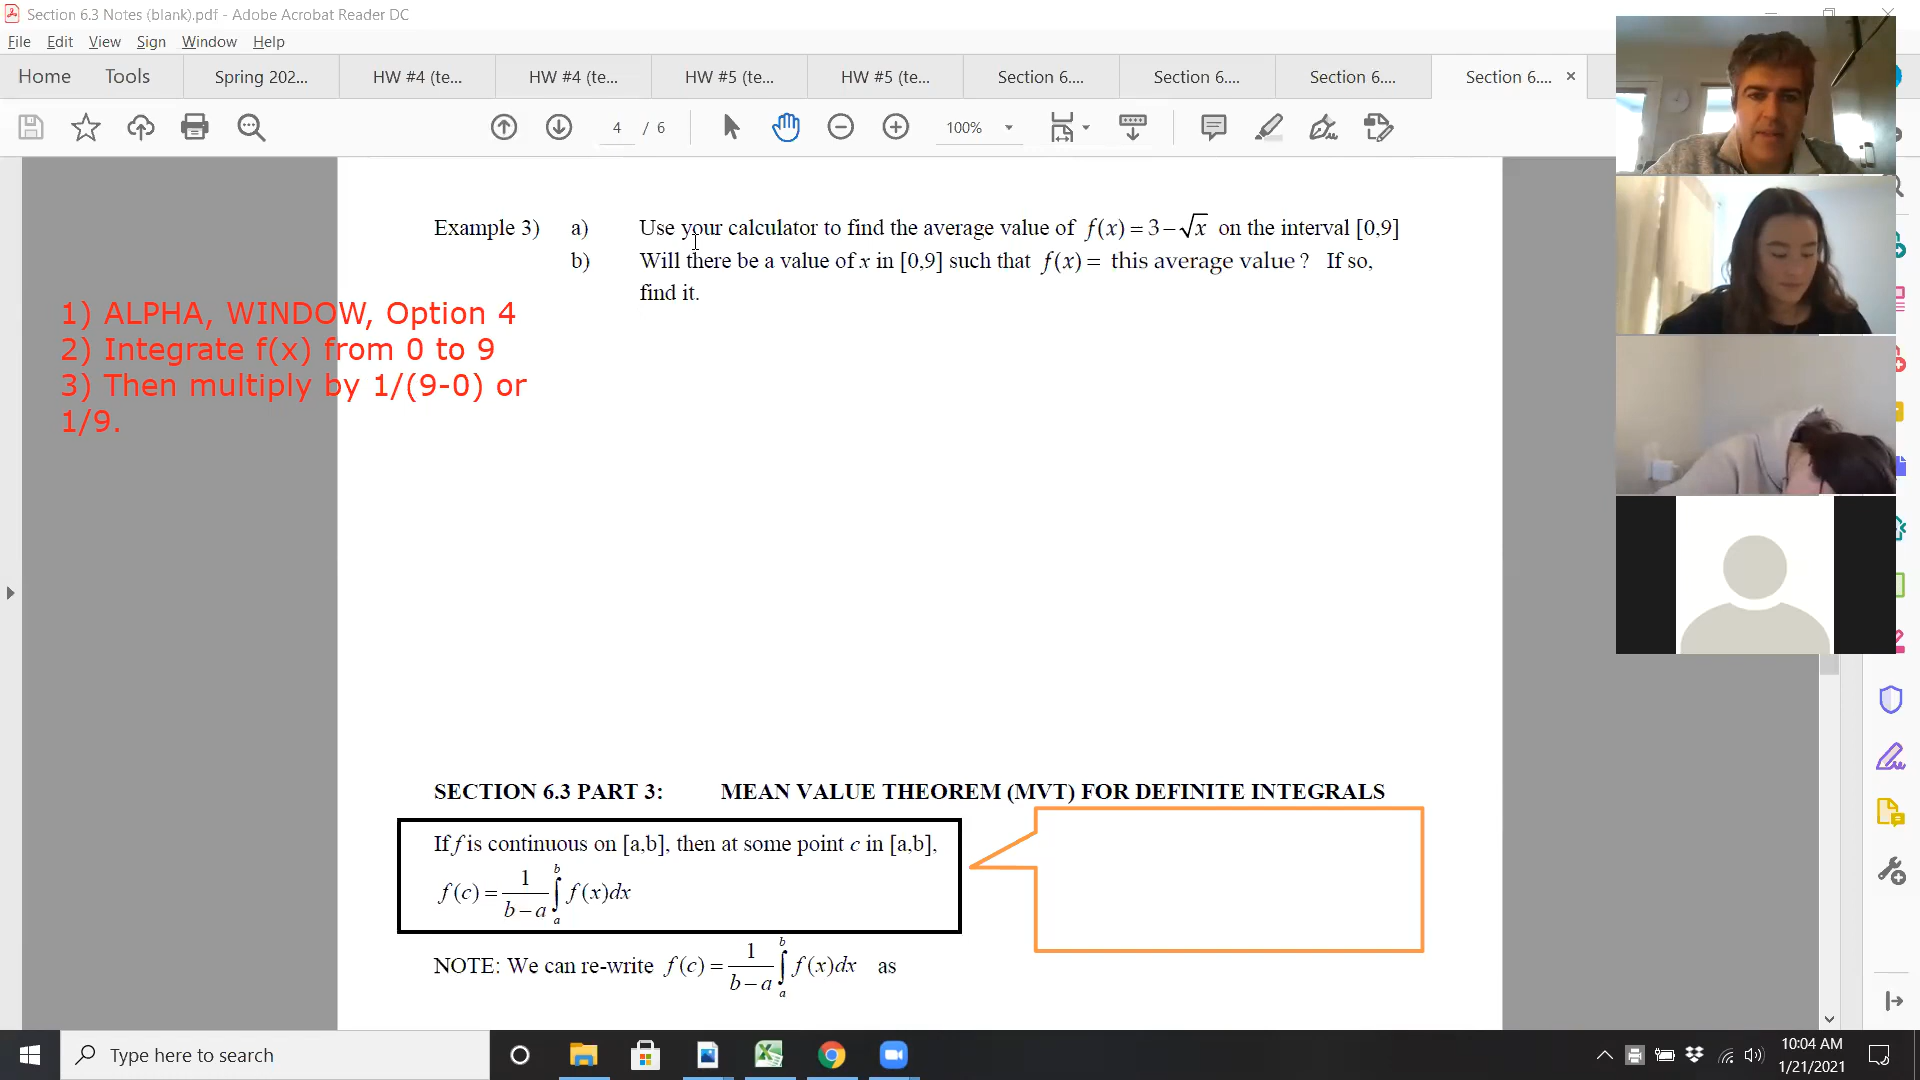 Section 6.3 Notes (blank).pdf - Adobe Acrobat Reader DC
File Edit View Sign Window Help
Home Tools Spring 202... HW #4 (te... HW #4 (te... HW #5 (te... HW #5 (te... Section 6.... Section 6.... Section 6.... Section 6.... ×
4 / 6 100%
Example 3) a) Use your calculator to find the average value of f(x) = 3 − √x on the interval [0,9]
b) Will there be a value of x in [0,9] such that f(x) = this average value? If so,
find it.
1) ALPHA, WINDOW, Option 4
2) Integrate f(x) from 0 to 9
3) Then multiply by 1/(9-0) or
1/9.
SECTION 6.3 PART 3: MEAN VALUE THEOREM (MVT) FOR DEFINITE INTEGRALS
If f is continuous on [a,b], then at some point c in [a,b],
f(c) = 1/(b − a) ∫_a^b f(x)dx
NOTE: We can re-write f(c) = 1/(b − a) ∫_a^b f(x)dx as
Type here to search
10:04 AM
1/21/2021